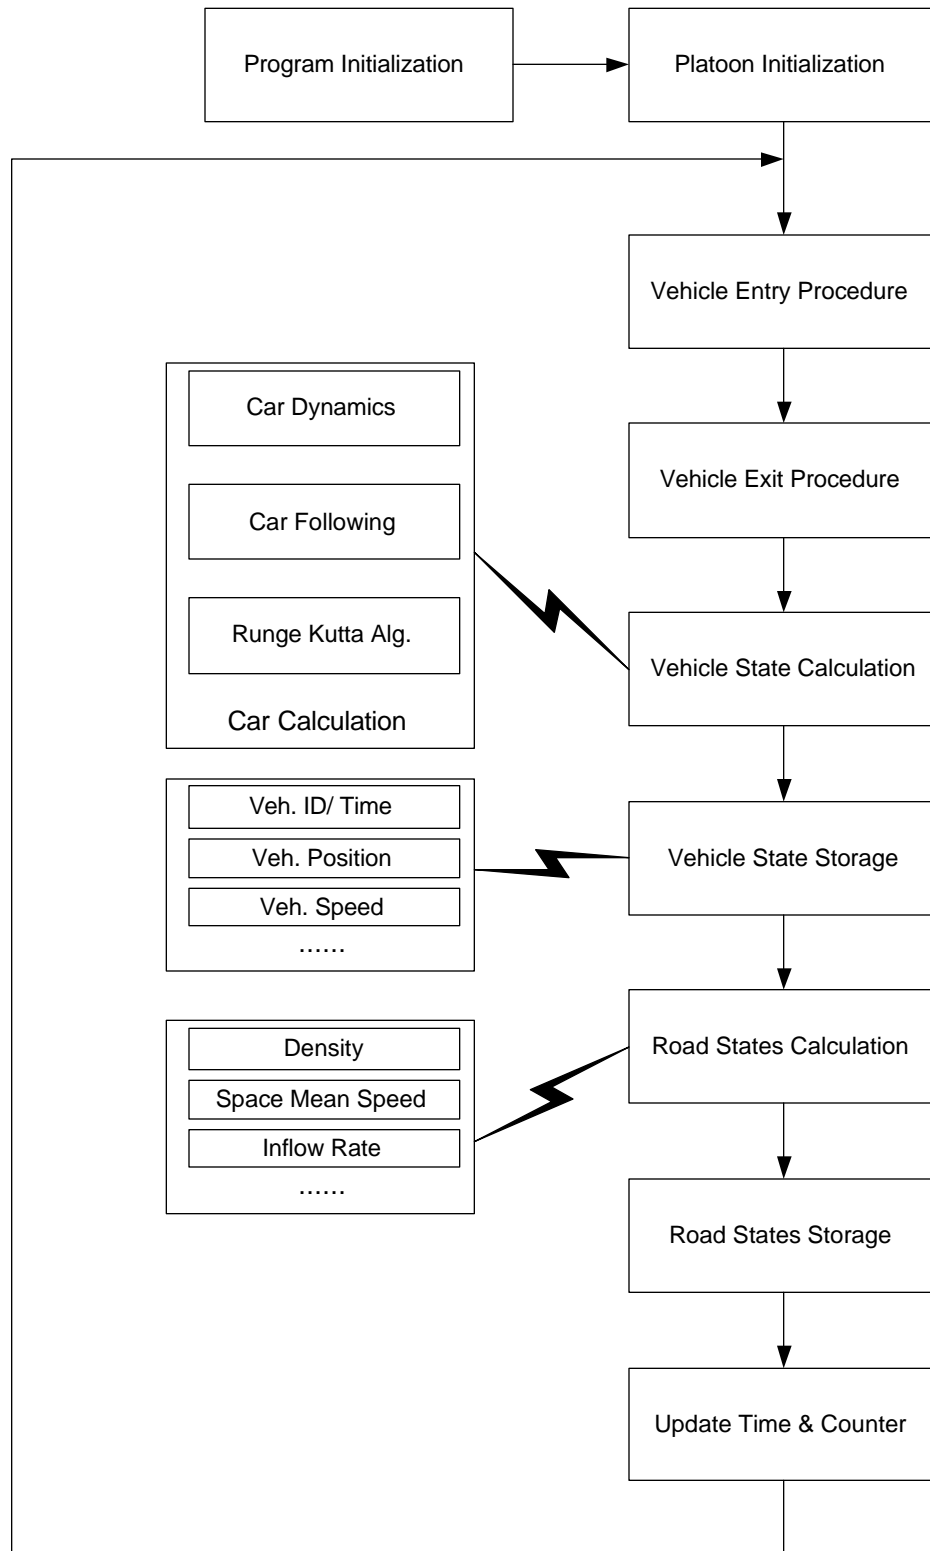 Program Initialization
Platoon Initialization
Vehicle Entry Procedure
Vehicle Exit Procedure
Car Dynamics
Car Following
Runge Kutta Alg.
Car Calculation
Vehicle State Calculation
Veh. ID/ Time
Veh. Position
Veh. Speed
......
Vehicle State Storage
Density
Space Mean Speed
Inflow Rate
......
Road States Calculation
Road States Storage
Update Time & Counter